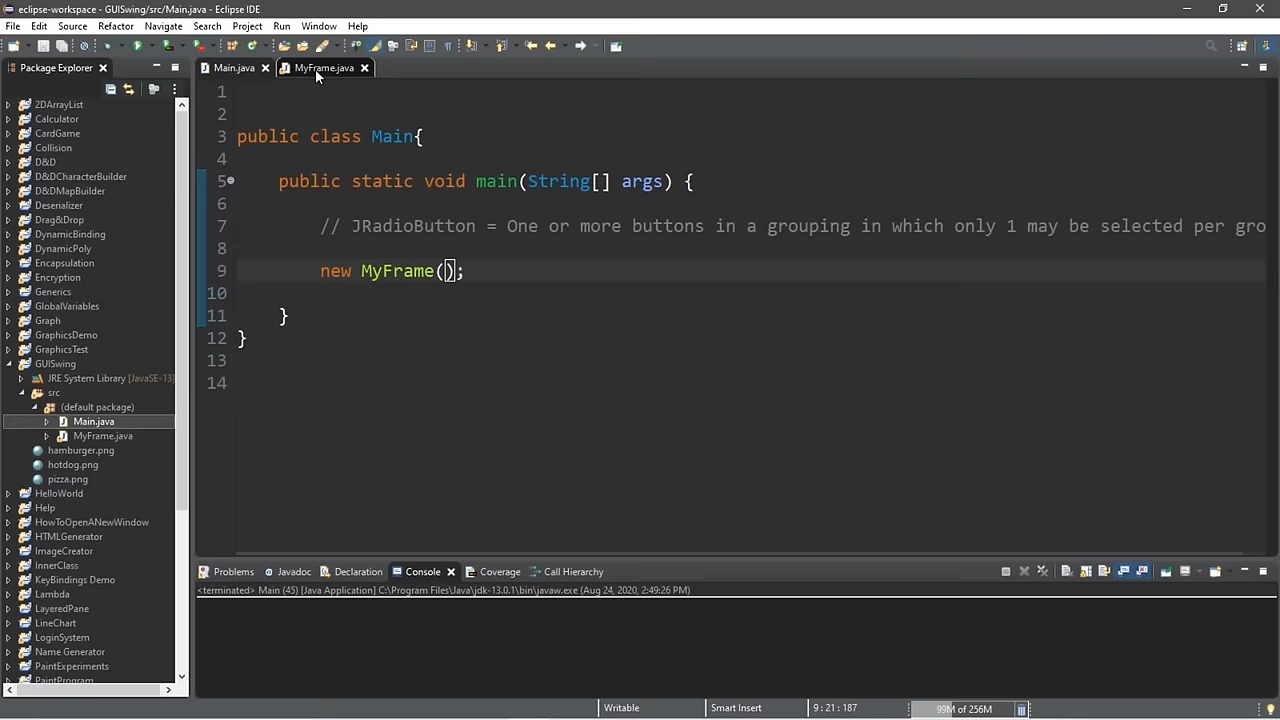 eclipse-workspace - GUISwing/src/Main.java - Eclipse IDE
File Edit Source Refactor Navigate Search Project Run Window Help
Package Explorer
Main.java MyFrame.java
2DArrayList
Calculator
CardGame
Collision
D&D
D&DCharacterBuilder
D&DMapBuilder
Deserializer
Drag&Drop
DynamicBinding
DynamicPoly
Encapsulation
Encryption
Generics
GlobalVariables
Graph
GraphicsDemo
GraphicsTest
GUISwing
JRE System Library [JavaSE-13]
src
(default package)
Main.java
MyFrame.java
hamburger.png
hotdog.png
pizza.png
HelloWorld
Help
HowToOpenANewWindow
HTMLGenerator
ImageCreator
InnerClass
KeyBindings Demo
Lambda
LayeredPane
LineChart
LoginSystem
Name Generator
PaintExperiments
PaintProgram
1
2
3 public class Main{
4
5 public static void main(String[] args) {
6
7 // JRadioButton = One or more buttons in a grouping in which only 1 may be selected per gro
8
9 new MyFrame();
10
11 }
12 }
13
14
Problems Javadoc Declaration Console Coverage Call Hierarchy
<terminated> Main (45) [Java Application] C:\Program Files\Java\jdk-13.0.1\bin\javaw.exe (Aug 24, 2020, 2:49:26 PM)
Writable Smart Insert 9 : 21 : 187 99M of 256M